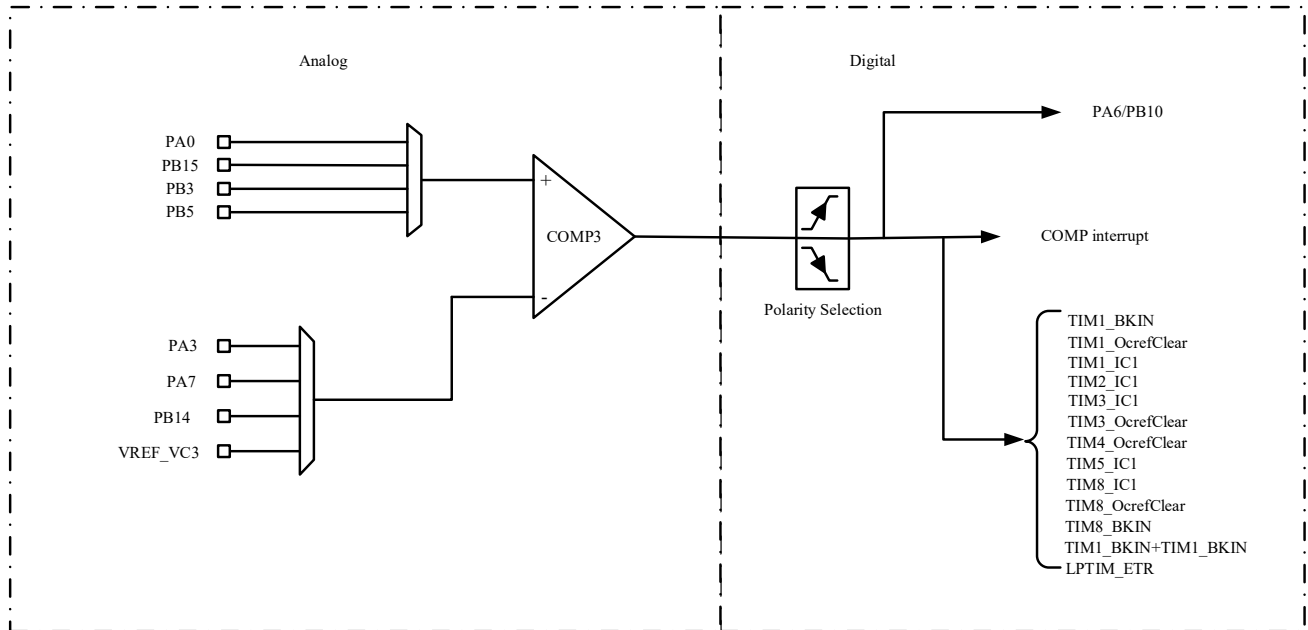 Analog
Digital
PA0
PB15
PB3
PB5
+
COMP3
-
PA3
PA7
PB14
VREF_VC3
Polarity Selection
PA6/PB10
COMP interrupt
TIM1_BKIN
TIM1_OcrefClear
TIM1_IC1
TIM2_IC1
TIM3_IC1
TIM3_OcrefClear
TIM4_OcrefClear
TIM5_IC1
TIM8_IC1
TIM8_OcrefClear
TIM8_BKIN
TIM1_BKIN+TIM1_BKIN
LPTIM_ETR